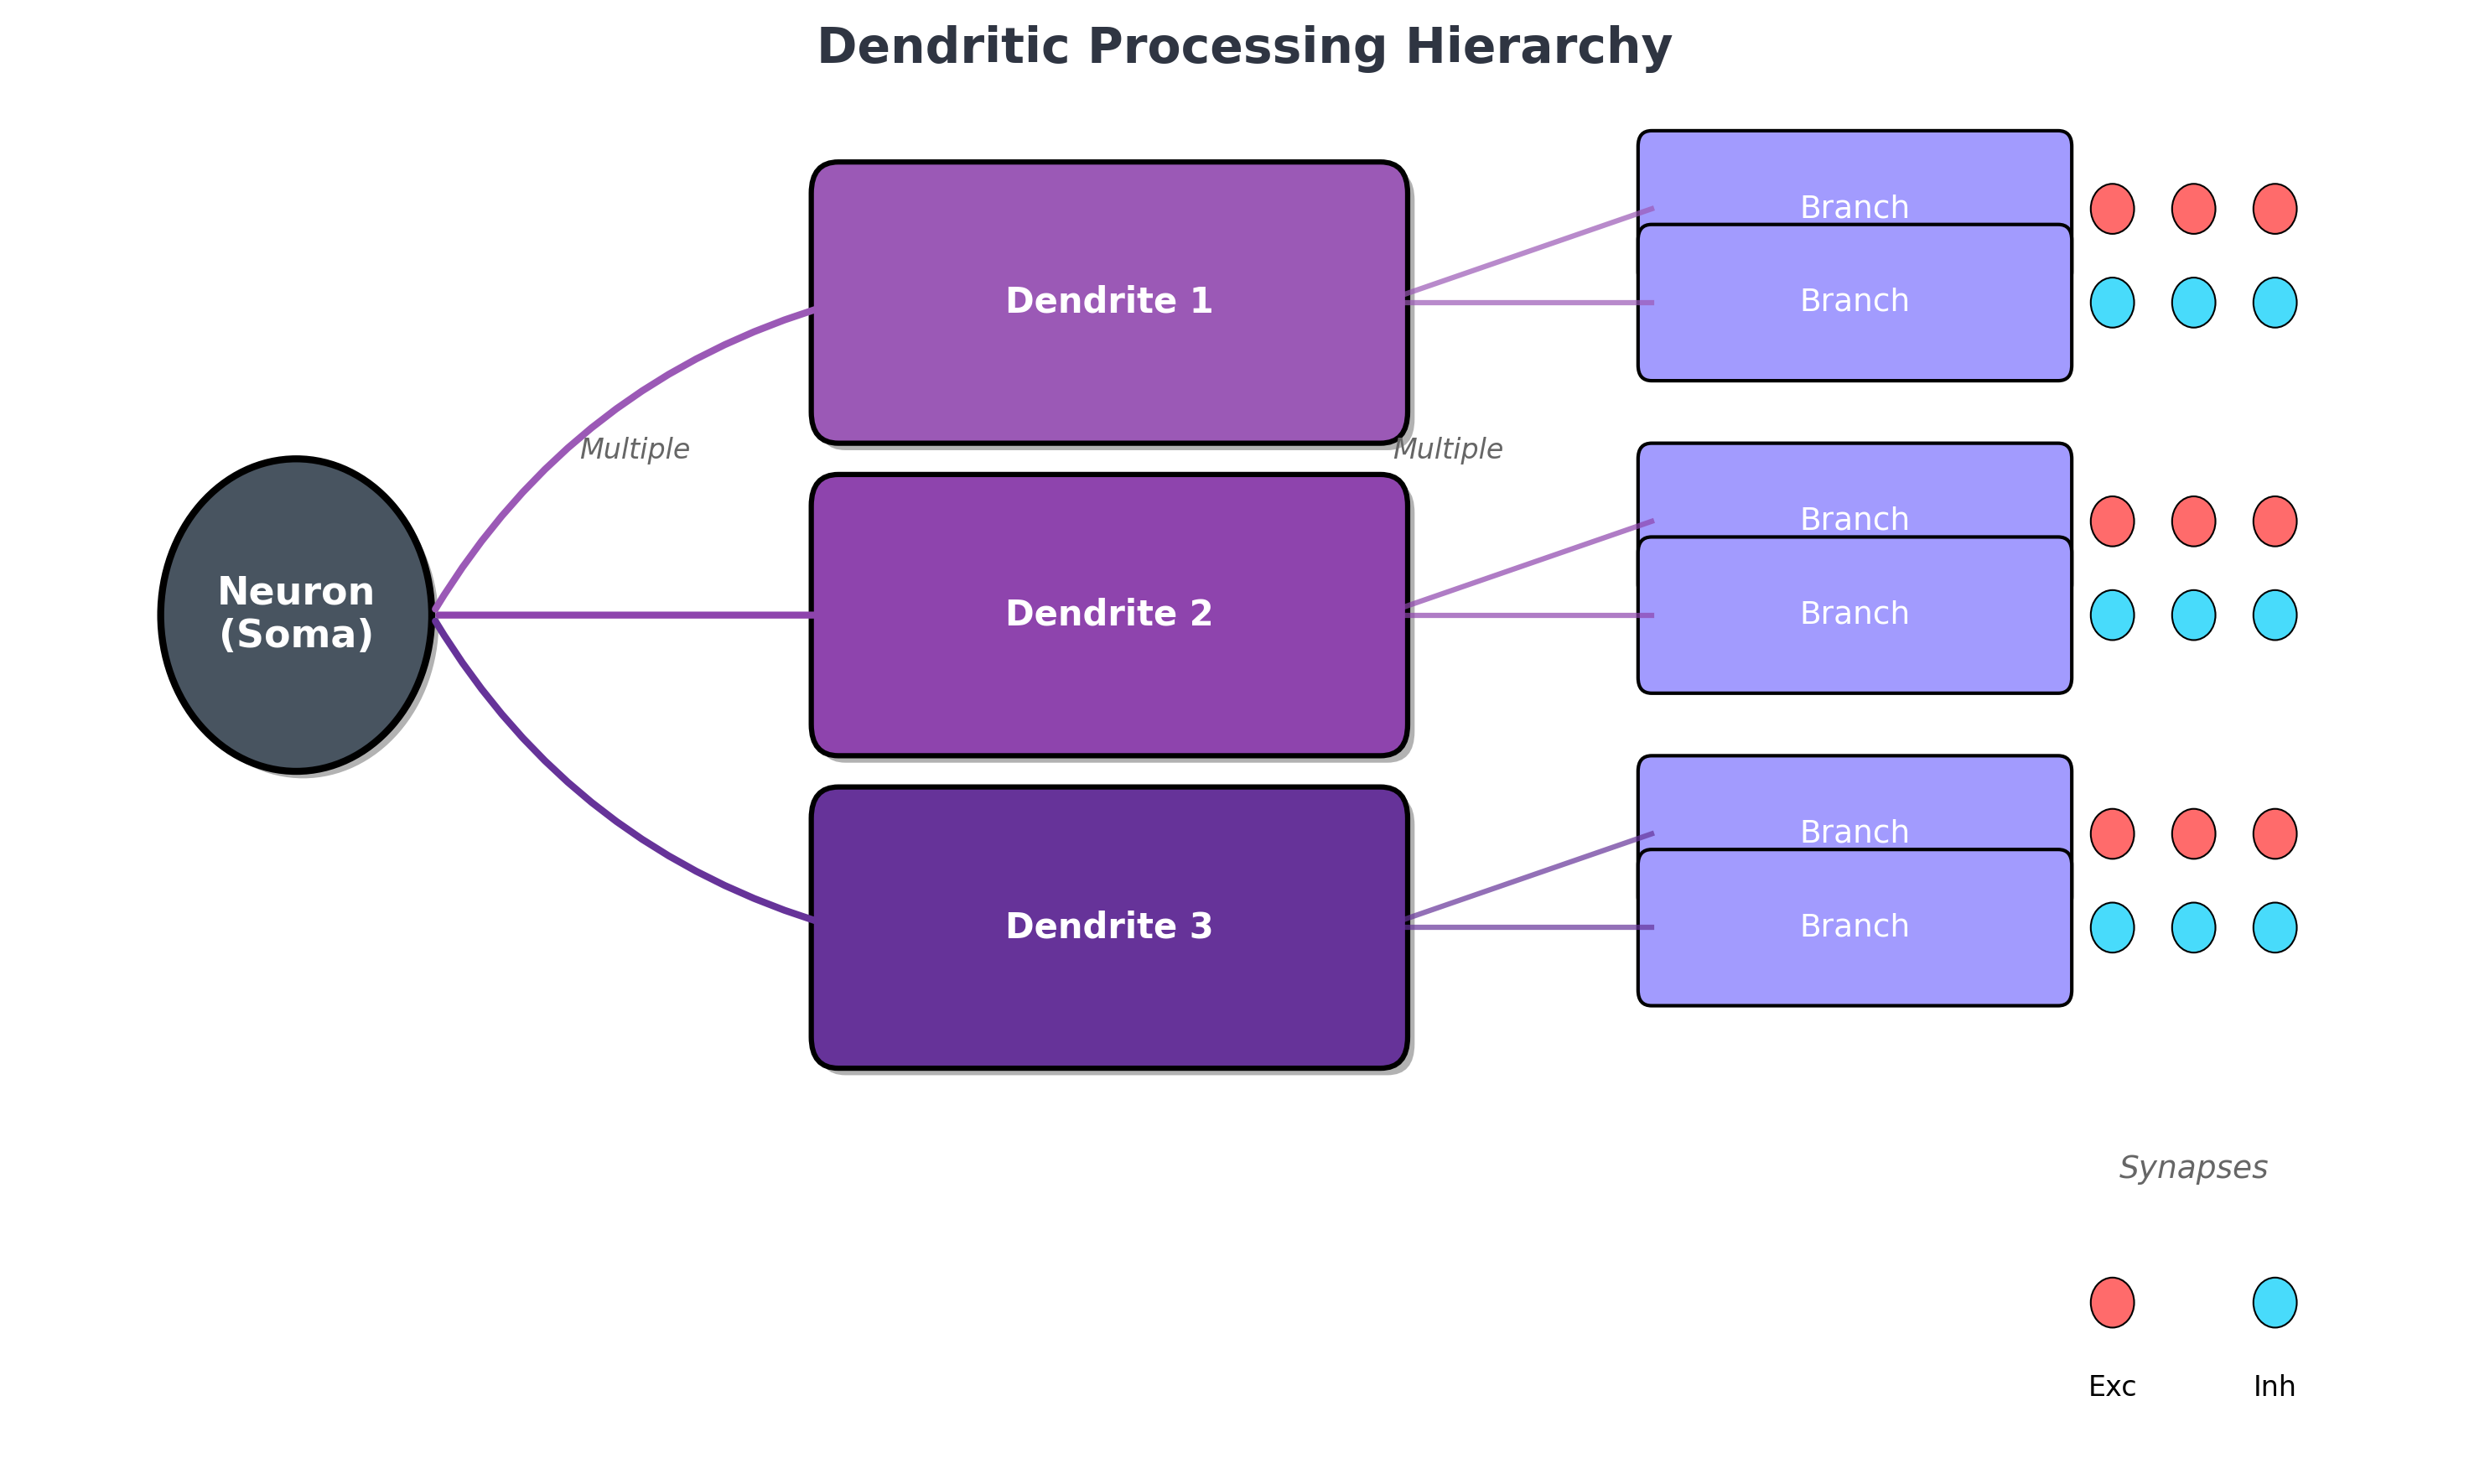 Dendritic Processing Hierarchy
Branch
Dendrite 1
Branch
Multiple
Multiple
Neuron
(Soma)
Branch
Dendrite 2
Branch
Branch
Dendrite 3
Branch
Synapses
Exc
Inh